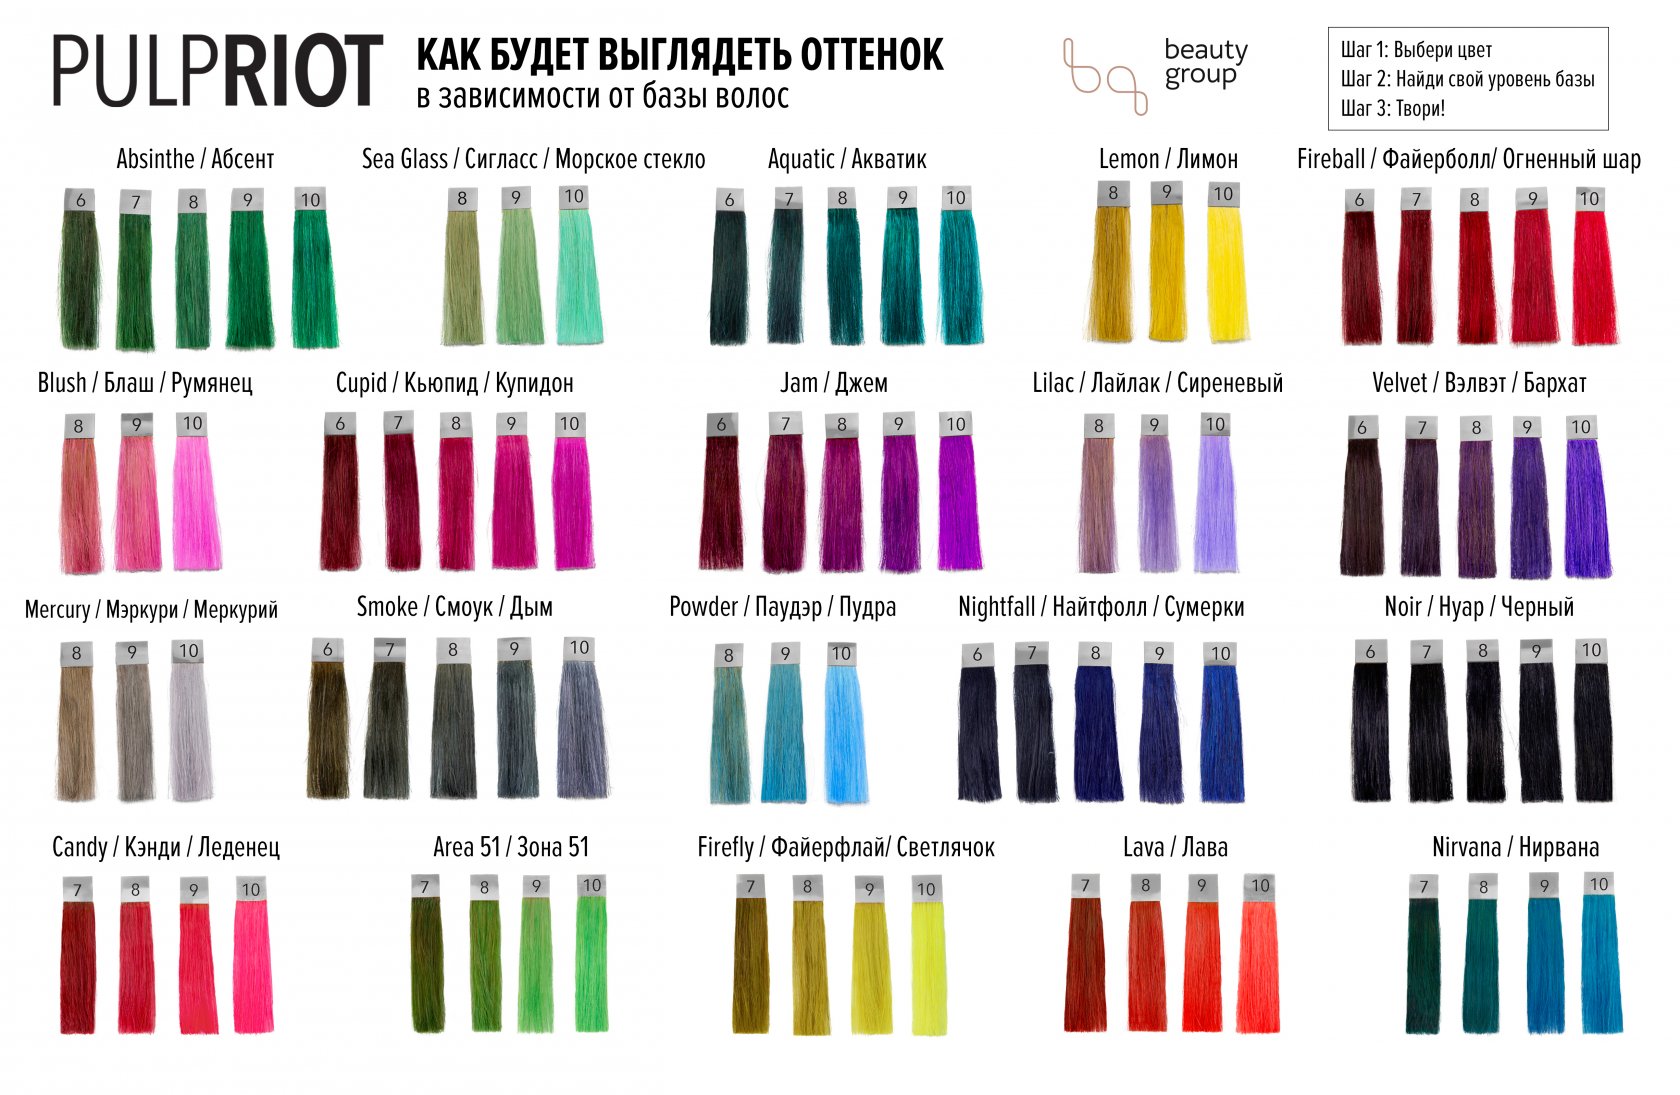 PULPRIOT
КАК БУДЕТ ВЫГЛЯДЕТЬ ОТТЕНОК
в зависимости от базы волос
beauty
group
Шаг 1: Выбери цвет
Шаг 2: Найди свой уровень базы
Шаг 3: Твори!
Absinthe / Абсент
6 7 8 9 10
Sea Glass / Сигласс / Морское стекло
8 9 10
Aquatic / Акватик
6 7 8 9 10
Lemon / Лимон
8 9 10
Fireball / Файерболл/ Огненный шар
6 7 8 9 10
Blush / Блаш / Румянец
8 9 10
Cupid / Кьюпид / Купидон
6 7 8 9 10
Jam / Джем
6 7 8 9 10
Lilac / Лайлак / Сиреневый
8 9 10
Velvet / Вэлвэт / Бархат
6 7 8 9 10
Mercury / Мэркури / Меркурий
8 9 10
Smoke / Смоук / Дым
6 7 8 9 10
Powder / Паудэр / Пудра
8 9 10
Nightfall / Найтфолл / Сумерки
6 7 8 9 10
Noir / Нуар / Черный
6 7 8 9 10
Candy / Кэнди / Леденец
7 8 9 10
Area 51 / Зона 51
7 8 9 10
Firefly / Файерфлай/ Светлячок
7 8 9 10
Lava / Лава
7 8 9 10
Nirvana / Нирвана
7 8 9 10